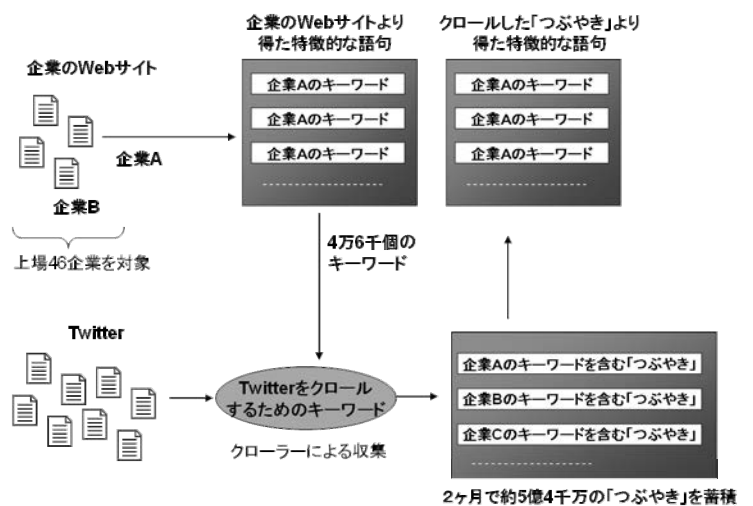 企業のWebサイトより
得た特徴的な語句
クロールした「つぶやき」より
得た特徴的な語句
企業のWebサイト
企業Aのキーワード
企業Aのキーワード
企業Aのキーワード
企業Aのキーワード
企業Aのキーワード
企業Aのキーワード
企業A
企業B
上場46企業を対象
4万6千個の
キーワード
Twitter
Twitterをクロール
するためのキーワード
クローラーによる収集
企業Aのキーワードを含む「つぶやき」
企業Bのキーワードを含む「つぶやき」
企業Cのキーワードを含む「つぶやき」
2ヶ月で約5億4千万の「つぶやき」を蓄積